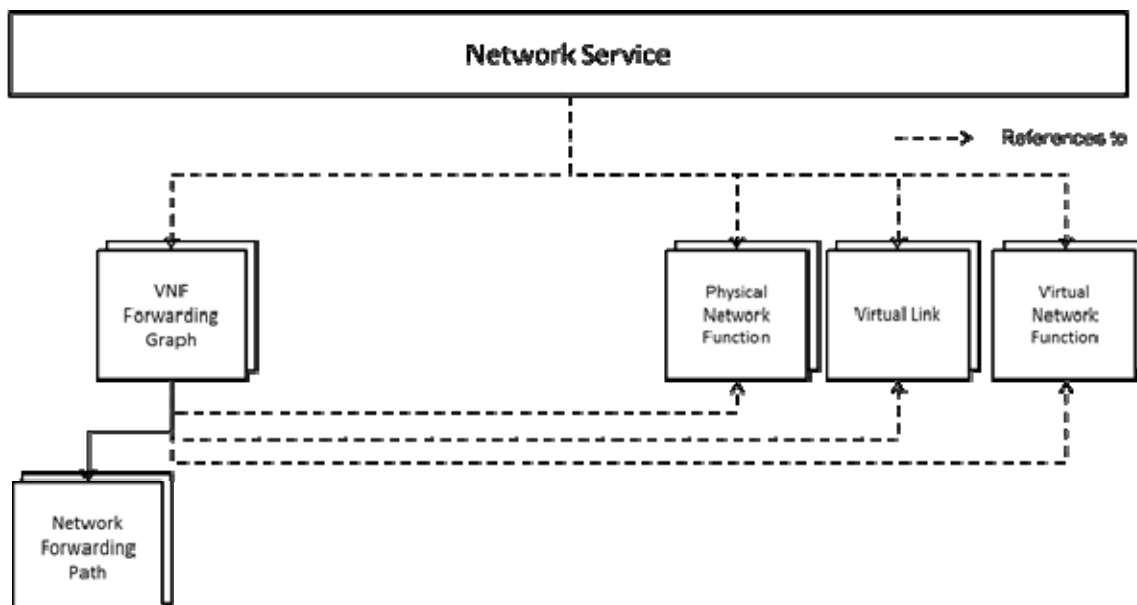 Network Service
References to
VNF
Forwarding
Graph
Physical
Network
Function
Virtual Link
Virtual
Network
Function
Network
Forwarding
Path